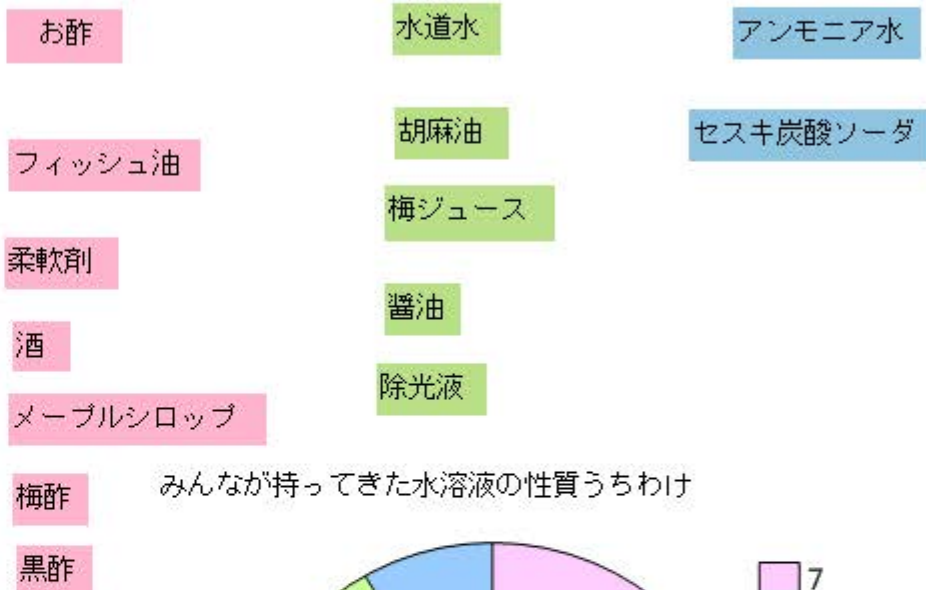 お酢
フィッシュ油
柔軟剤
酒
メープルシロップ
梅酢
黒酢
水道水
胡麻油
梅ジュース
醤油
除光液
アンモニア水
セスキ炭酸ソーダ
みんなが持ってきた水溶液の性質うちわけ
7